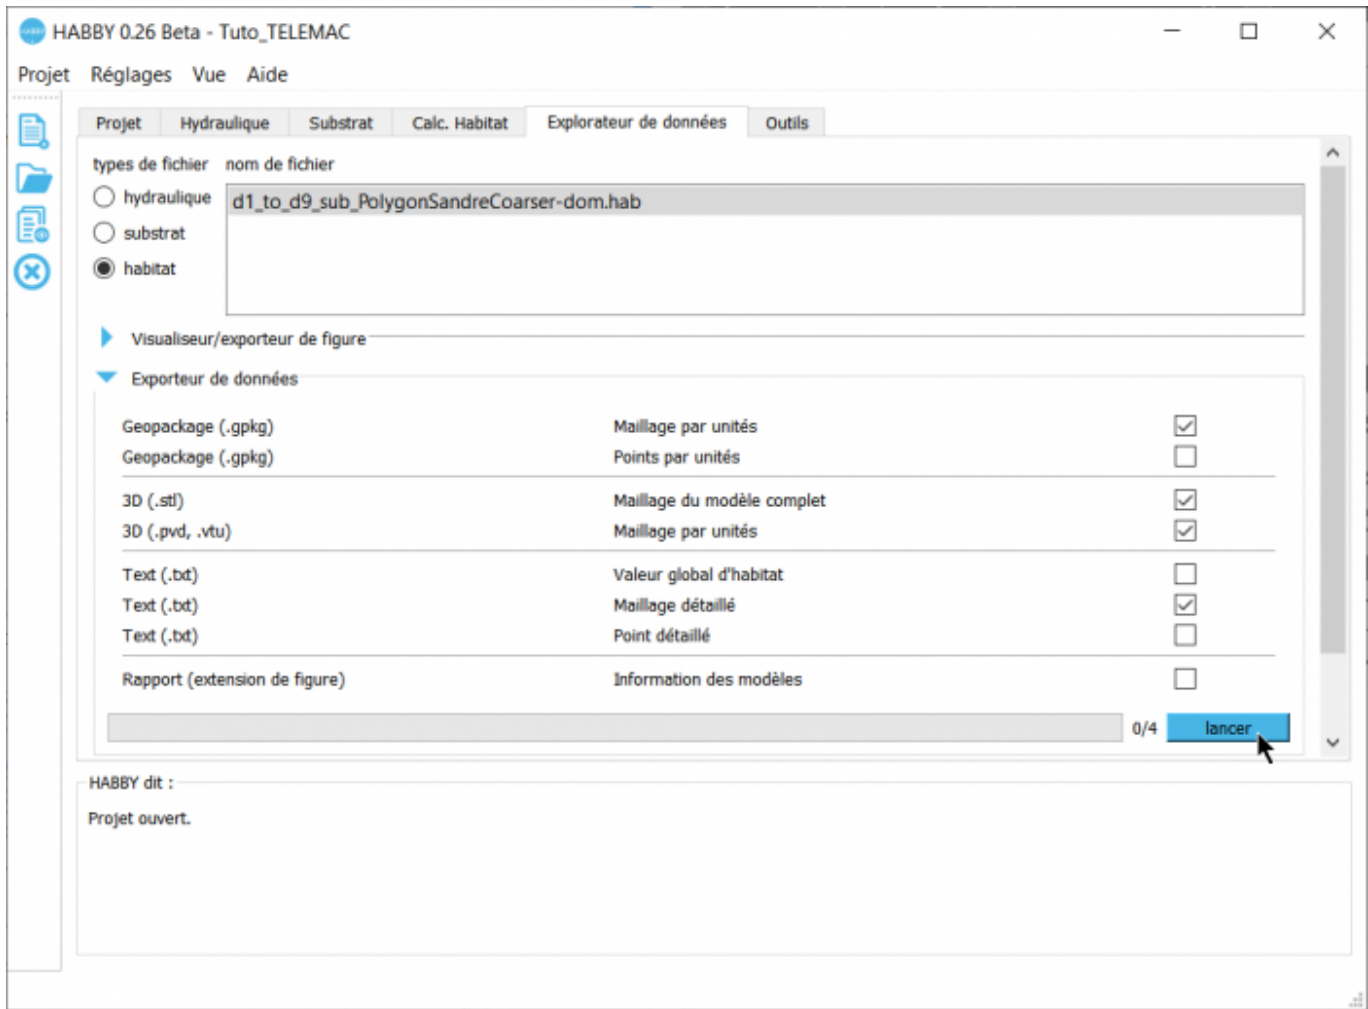 HABBY 0.26 Beta - Tuto_TELEMAC
Projet Réglages Vue Aide
Projet Hydraulique Substrat Calc. Habitat Explorateur de données Outils
types de fichier nom de fichier
hydraulique
d1_to_d9_sub_PolygonSandreCoarser-dom.hab
substrat
habitat
Visualiseur/exporteur de figure
Exporteur de données
Geopackage (.gpkg) Maillage par unités
Geopackage (.gpkg) Points par unités
3D (.stl) Maillage du modèle complet
3D (.pvd, .vtu) Maillage par unités
Text (.txt) Valeur global d'habitat
Text (.txt) Maillage détaillé
Text (.txt) Point détaillé
Rapport (extension de figure) Information des modèles
0/4 lancer
HABBY dit :
Projet ouvert.